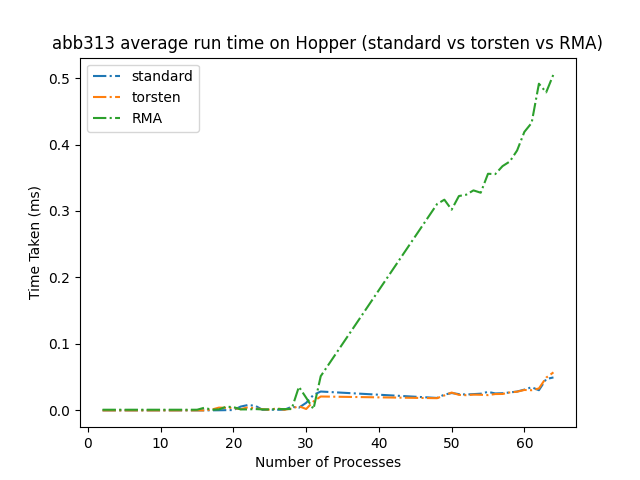 abb313 average run time on Hopper (standard vs torsten vs RMA)
standard
torsten
RMA
0.5
0.4
0.3
0.2
0.1
0.0
Time Taken (ms)
0 10 20 30 40 50 60
Number of Processes